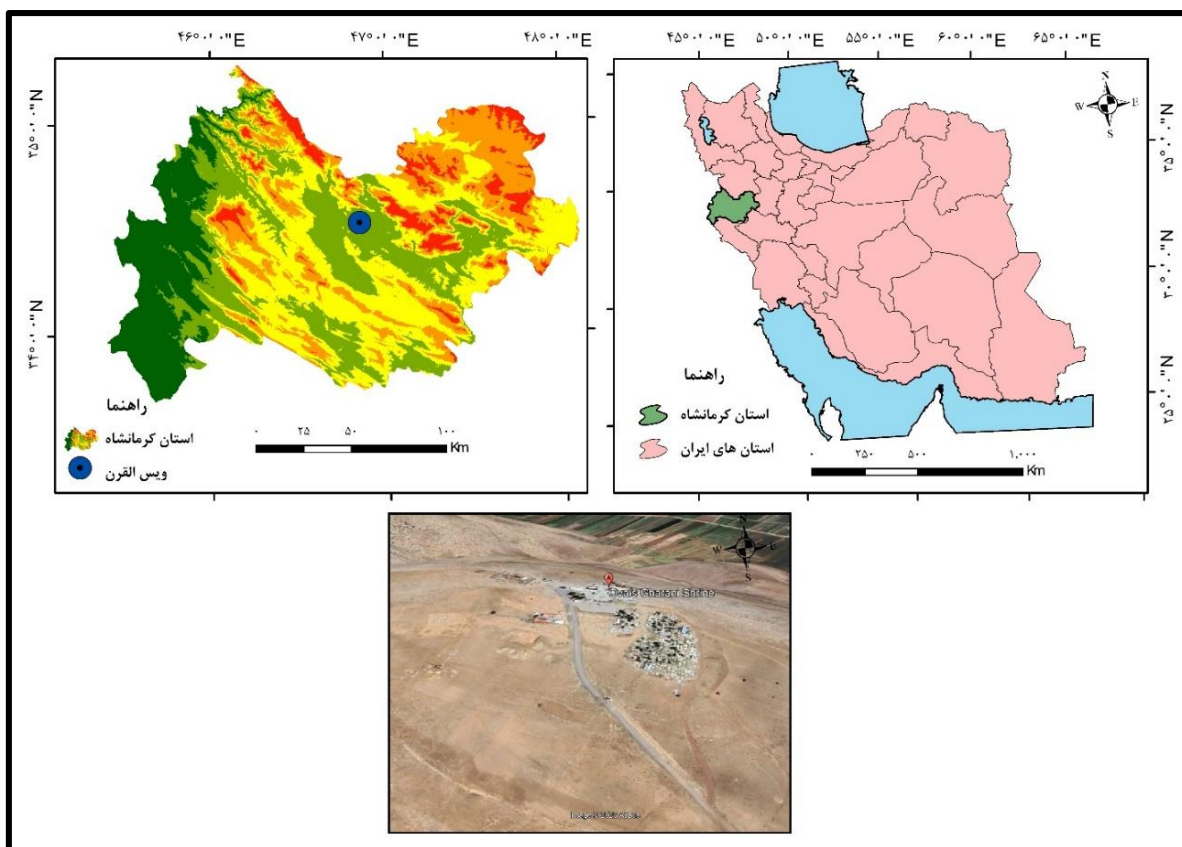 ۴۶°۰'۰"E ۴۷°۰'۰"E ۴۸°۰'۰"E
۳۵°۰'۰"N
۳۴°۰'۰"N
راهنما
استان کرمانشاه
ویس القرن
۰ ۲۵ ۵۰ ۱۰۰
Km
۴۵°۰'۰"E ۵۰°۰'۰"E ۵۵°۰'۰"E ۶۰°۰'۰"E ۶۵°۰'۰"E
N
W E
S
۳۵°۰'۰"N
۳۰°۰'۰"N
۲۵°۰'۰"N
راهنما
استان کرمانشاه
استان های ایران
۰ ۲۵۰ ۵۰۰ ۱,۰۰۰
Km
N
W E
S
Ovais Gharani Shrine